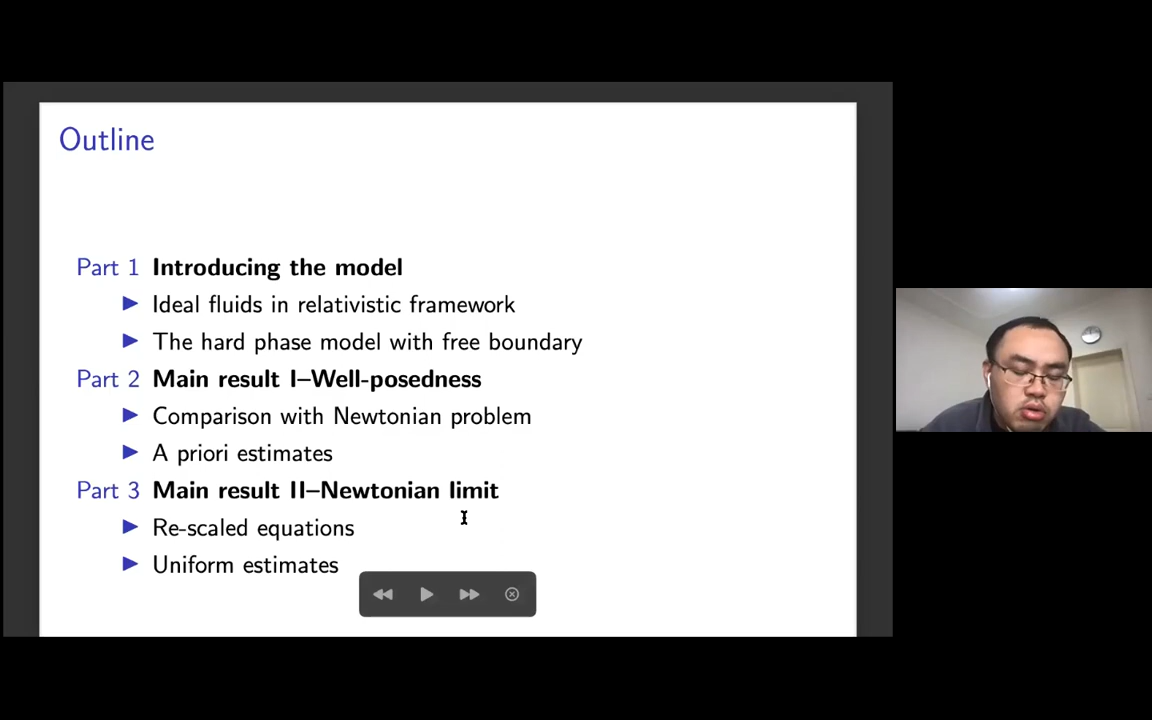 Outline
Part 1 Introducing the model
Ideal fluids in relativistic framework
The hard phase model with free boundary
Part 2 Main result I–Well-posedness
Comparison with Newtonian problem
A priori estimates
Part 3 Main result II–Newtonian limit
Re-scaled equations
Uniform estimates